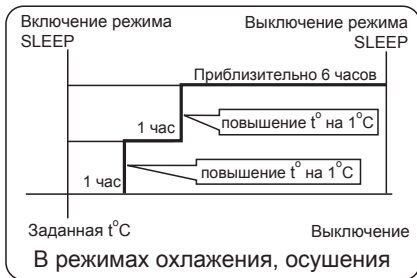 Включение режима SLEEP
Выключение режима SLEEP
Приблизительно 6 часов
1 час
повышение t° на 1°C
1 час
повышение t° на 1°C
Заданная t°C
Выключение
В режимах охлажения, осушения